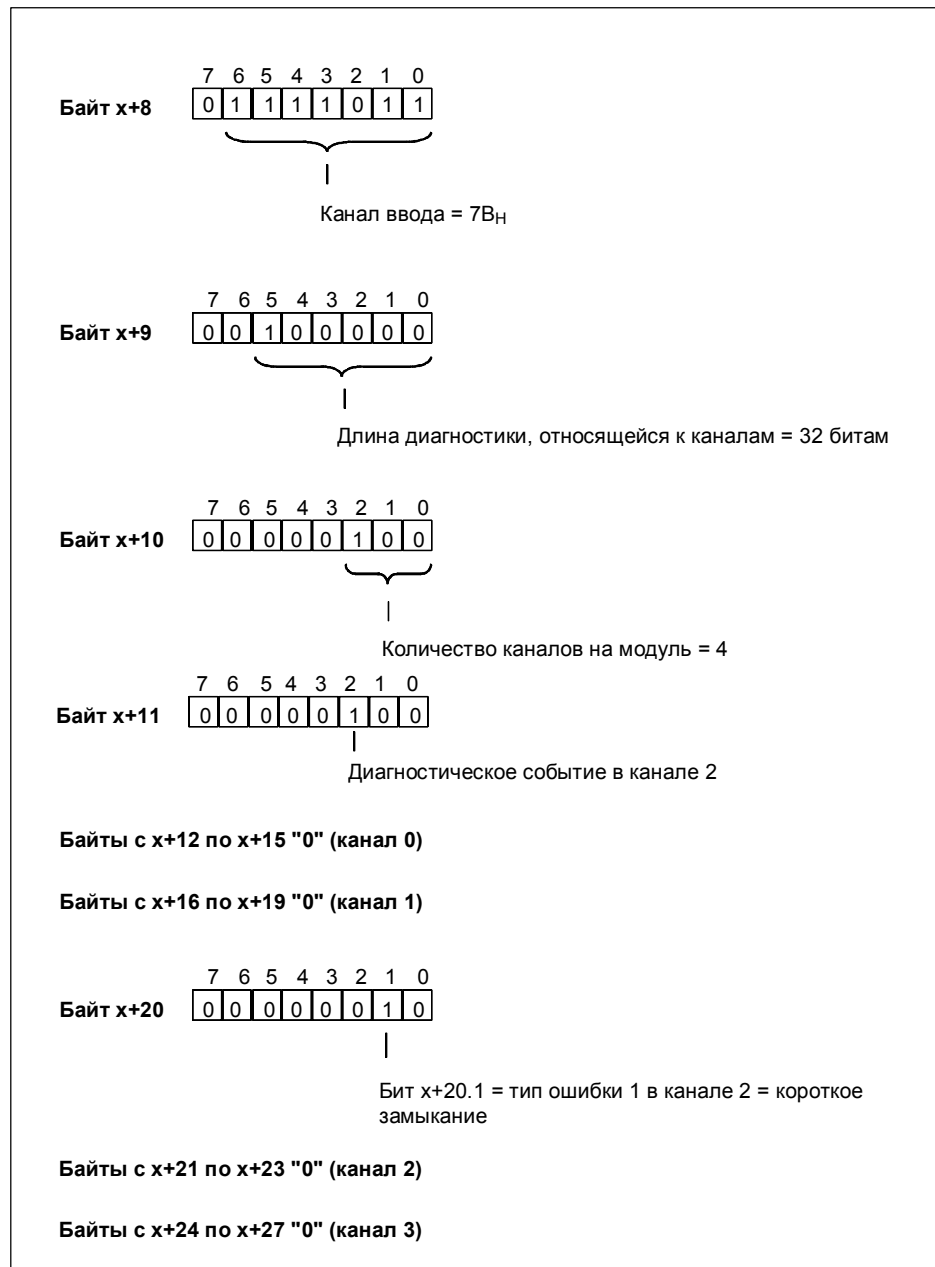 7 6 5 4 3 2 1 0
Байт x+8 0 1 1 1 1 0 1 1
Канал ввода = 7BH
7 6 5 4 3 2 1 0
Байт x+9 0 0 1 0 0 0 0 0
Длина диагностики, относящейся к каналам = 32 битам
7 6 5 4 3 2 1 0
Байт x+10 0 0 0 0 0 1 0 0
Количество каналов на модуль = 4
7 6 5 4 3 2 1 0
Байт x+11 0 0 0 0 0 1 0 0
Диагностическое событие в канале 2
Байты с x+12 по x+15 "0" (канал 0)
Байты с x+16 по x+19 "0" (канал 1)
7 6 5 4 3 2 1 0
Байт x+20 0 0 0 0 0 0 1 0
Бит x+20.1 = тип ошибки 1 в канале 2 = короткое
замыкание
Байты с x+21 по x+23 "0" (канал 2)
Байты с x+24 по x+27 "0" (канал 3)